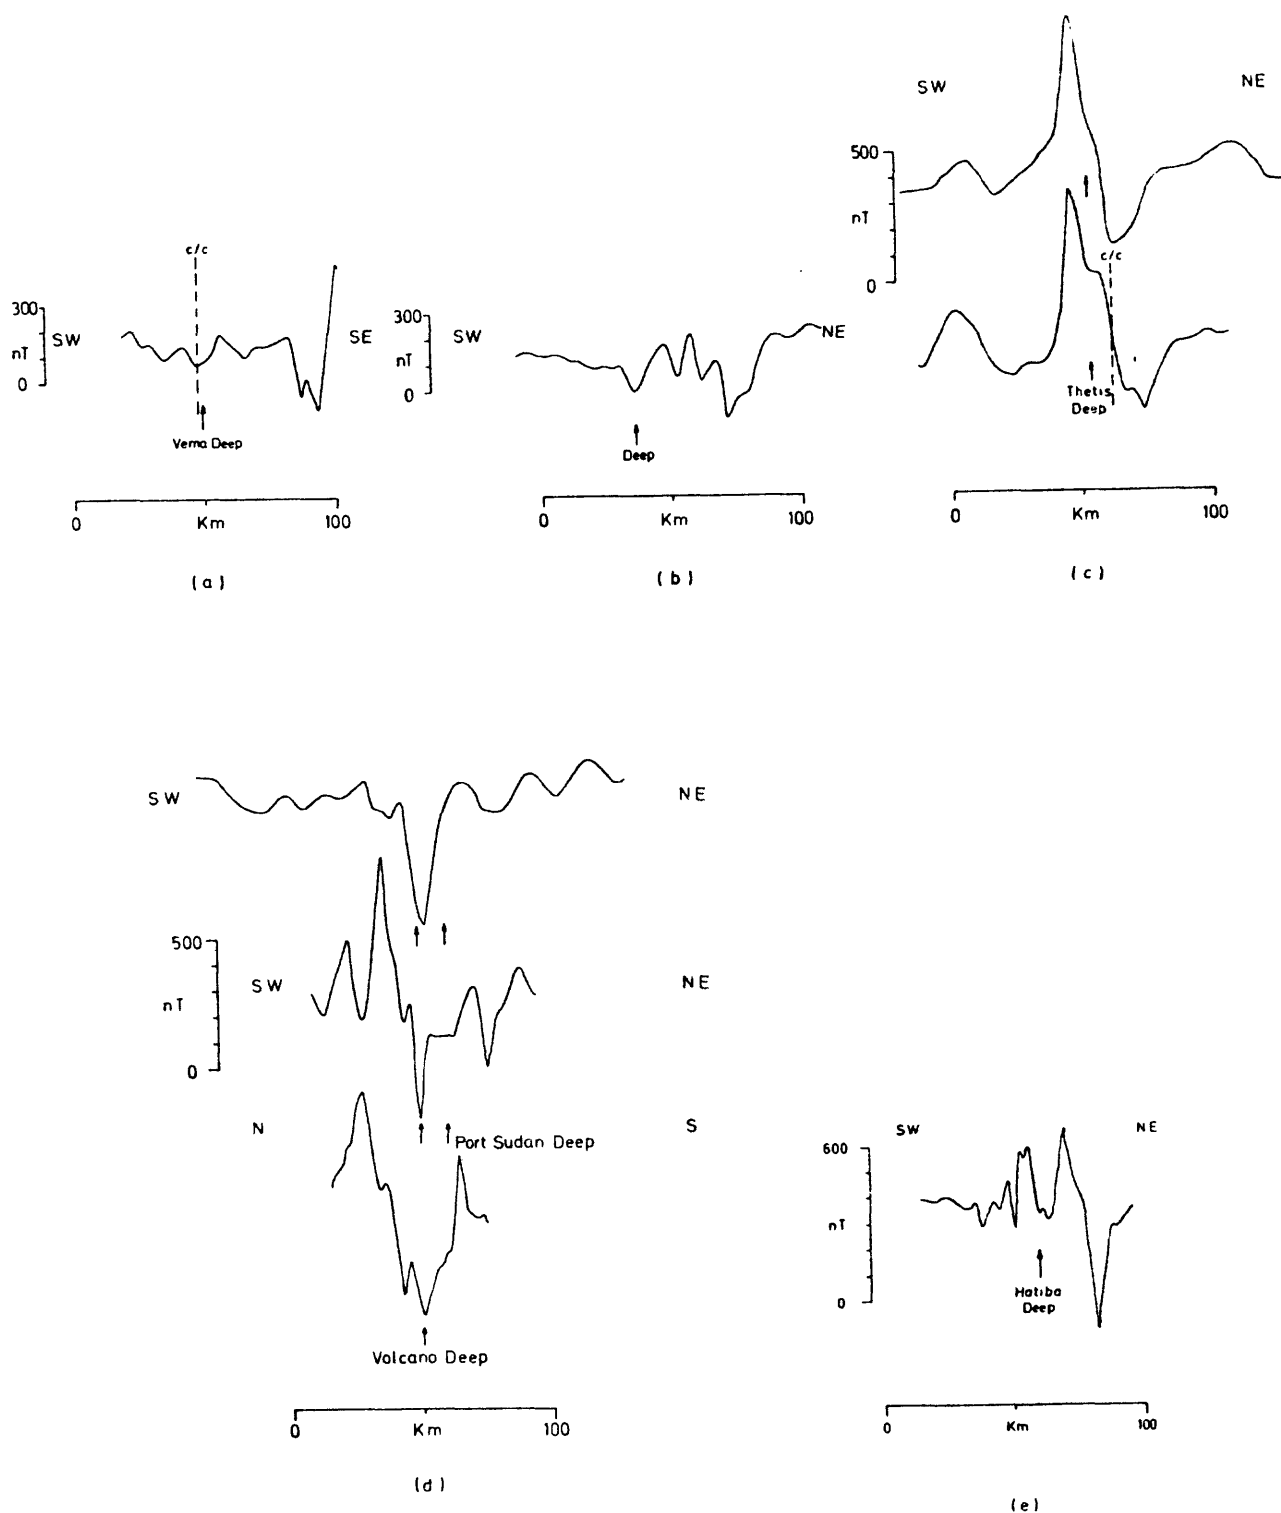 c/c
300
SW
SE
nT
0
Vema Deep
0 Km 100
(a)
300
SW
NE
nT
0
Deep
0 Km 100
(b)
SW
NE
500
nT
0
c/c
Thetis
Deep
0 Km 100
(c)
SW
NE
500
SW
NE
nT
0
N
S
Port Sudan Deep
Volcano Deep
0 Km 100
(d)
SW
NE
600
nT
0
Hatiba
Deep
0 Km 100
(e)